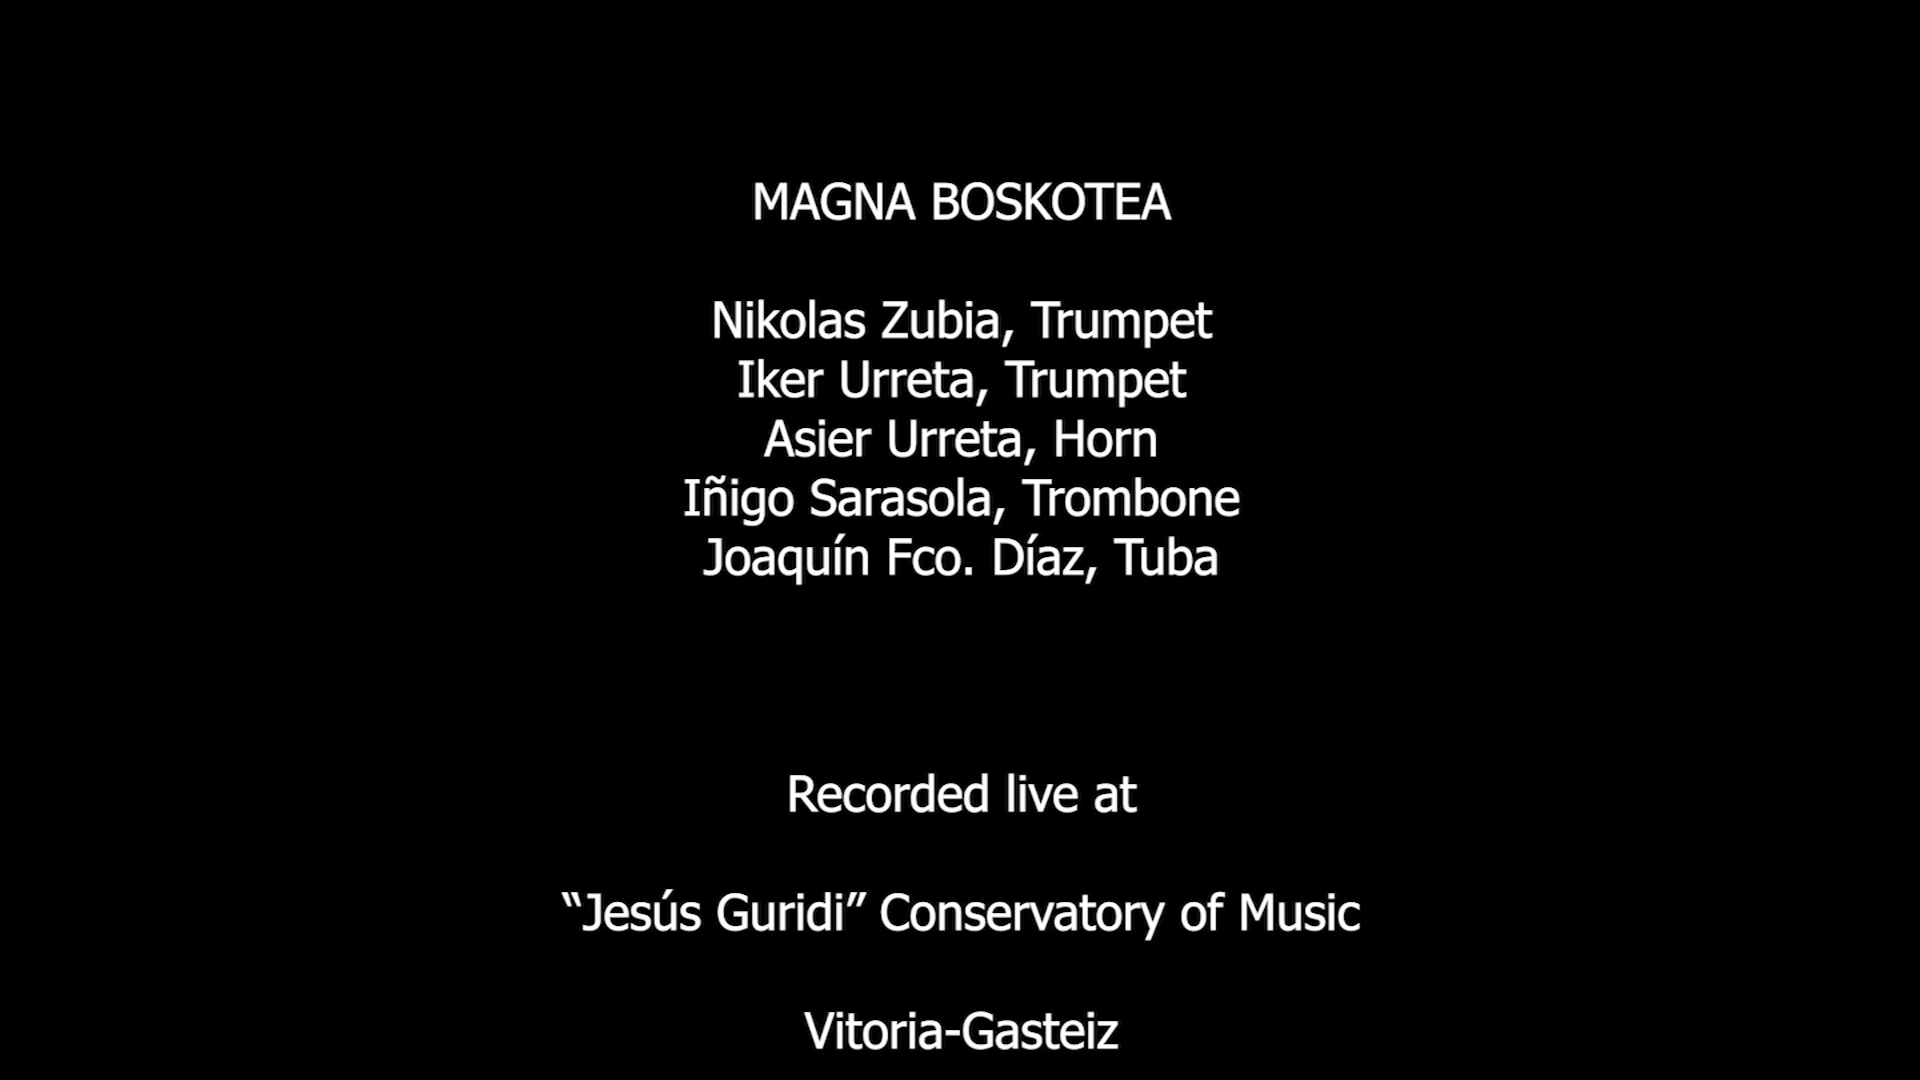 MAGNA BOSKOTEA
Nikolas Zubia, Trumpet
Iker Urreta, Trumpet
Asier Urreta, Horn
Iñigo Sarasola, Trombone
Joaquín Fco. Díaz, Tuba
Recorded live at
“Jesús Guridi” Conservatory of Music
Vitoria-Gasteiz